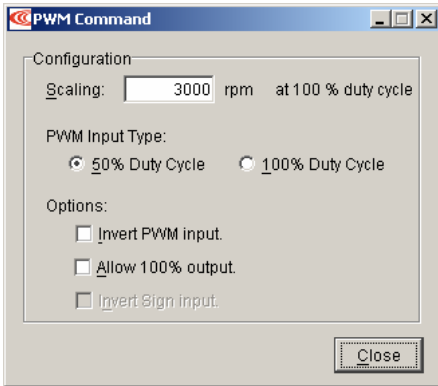 PWM Command
Configuration
Scaling: 3000 rpm at 100 % duty cycle
PWM Input Type:
50% Duty Cycle 100% Duty Cycle
Options:
Invert PWM input.
Allow 100% output.
Invert Sign input.
Close